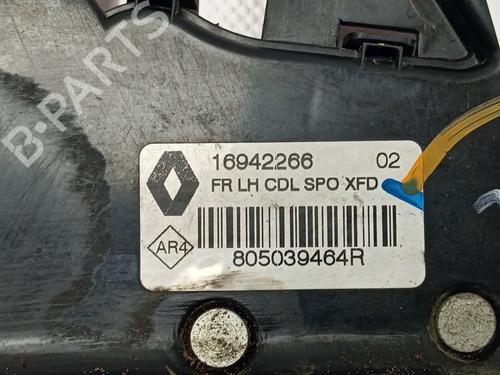 B-PARTS
16942266 02
FR LH CDL SPO XFD
AR4
805039464R